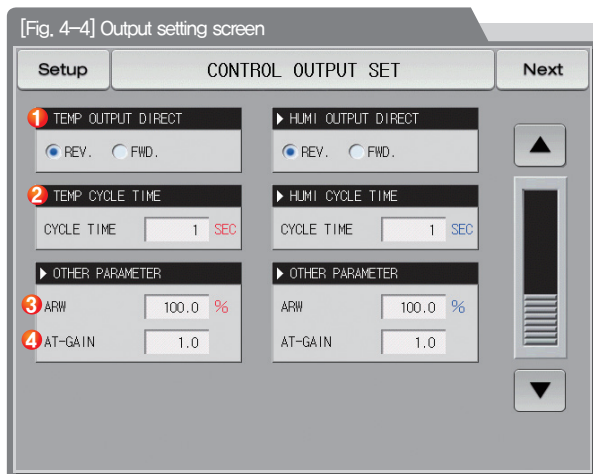 [Fig. 4-4] Output setting screen
Setup CONTROL OUTPUT SET Next
1 TEMP OUTPUT DIRECT
REV. FWD.
2 TEMP CYCLE TIME
CYCLE TIME 1 SEC
▶ OTHER PARAMETER
3 ARW 100.0 %
4 AT-GAIN 1.0
▶ HUMI OUTPUT DIRECT
REV. FWD.
▶ HUMI CYCLE TIME
CYCLE TIME 1 SEC
▶ OTHER PARAMETER
ARW 100.0 %
AT-GAIN 1.0